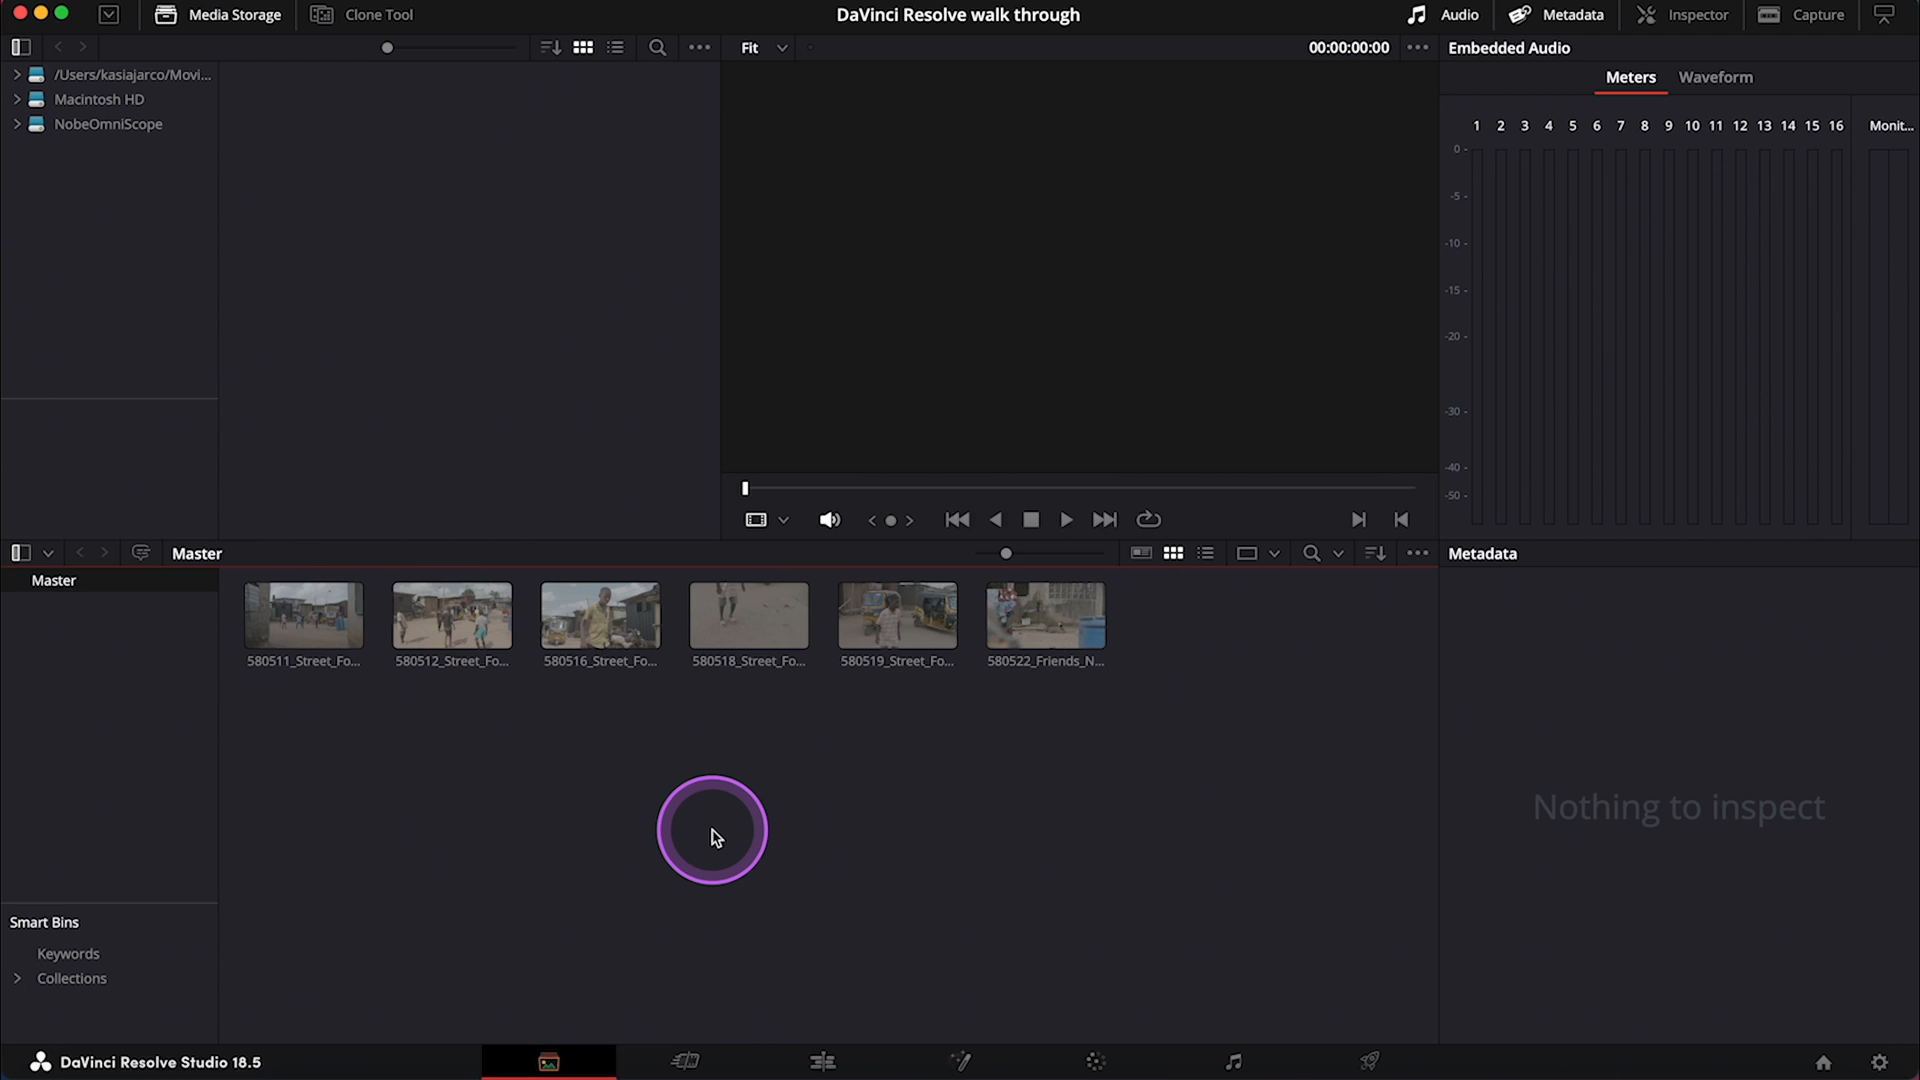 Media Storage
Clone Tool
DaVinci Resolve walk through
Audio
Metadata
Inspector
Capture
Fit
00:00:00:00
Embedded Audio
/Users/kasiajarco/Movi...
Macintosh HD
NobeOmniScope
Meters
Waveform
1 2 3 4 5 6 7 8 9 10 11 12 13 14 15 16 Monit...
0 -
-5 -
-10 -
-15 -
-20 -
-30 -
-40 -
-50 -
Master
Metadata
Master
580511_Street_Fo...
580512_Street_Fo...
580516_Street_Fo...
580518_Street_Fo...
580519_Street_Fo...
580522_Friends_N...
Nothing to inspect
Smart Bins
Keywords
Collections
DaVinci Resolve Studio 18.5